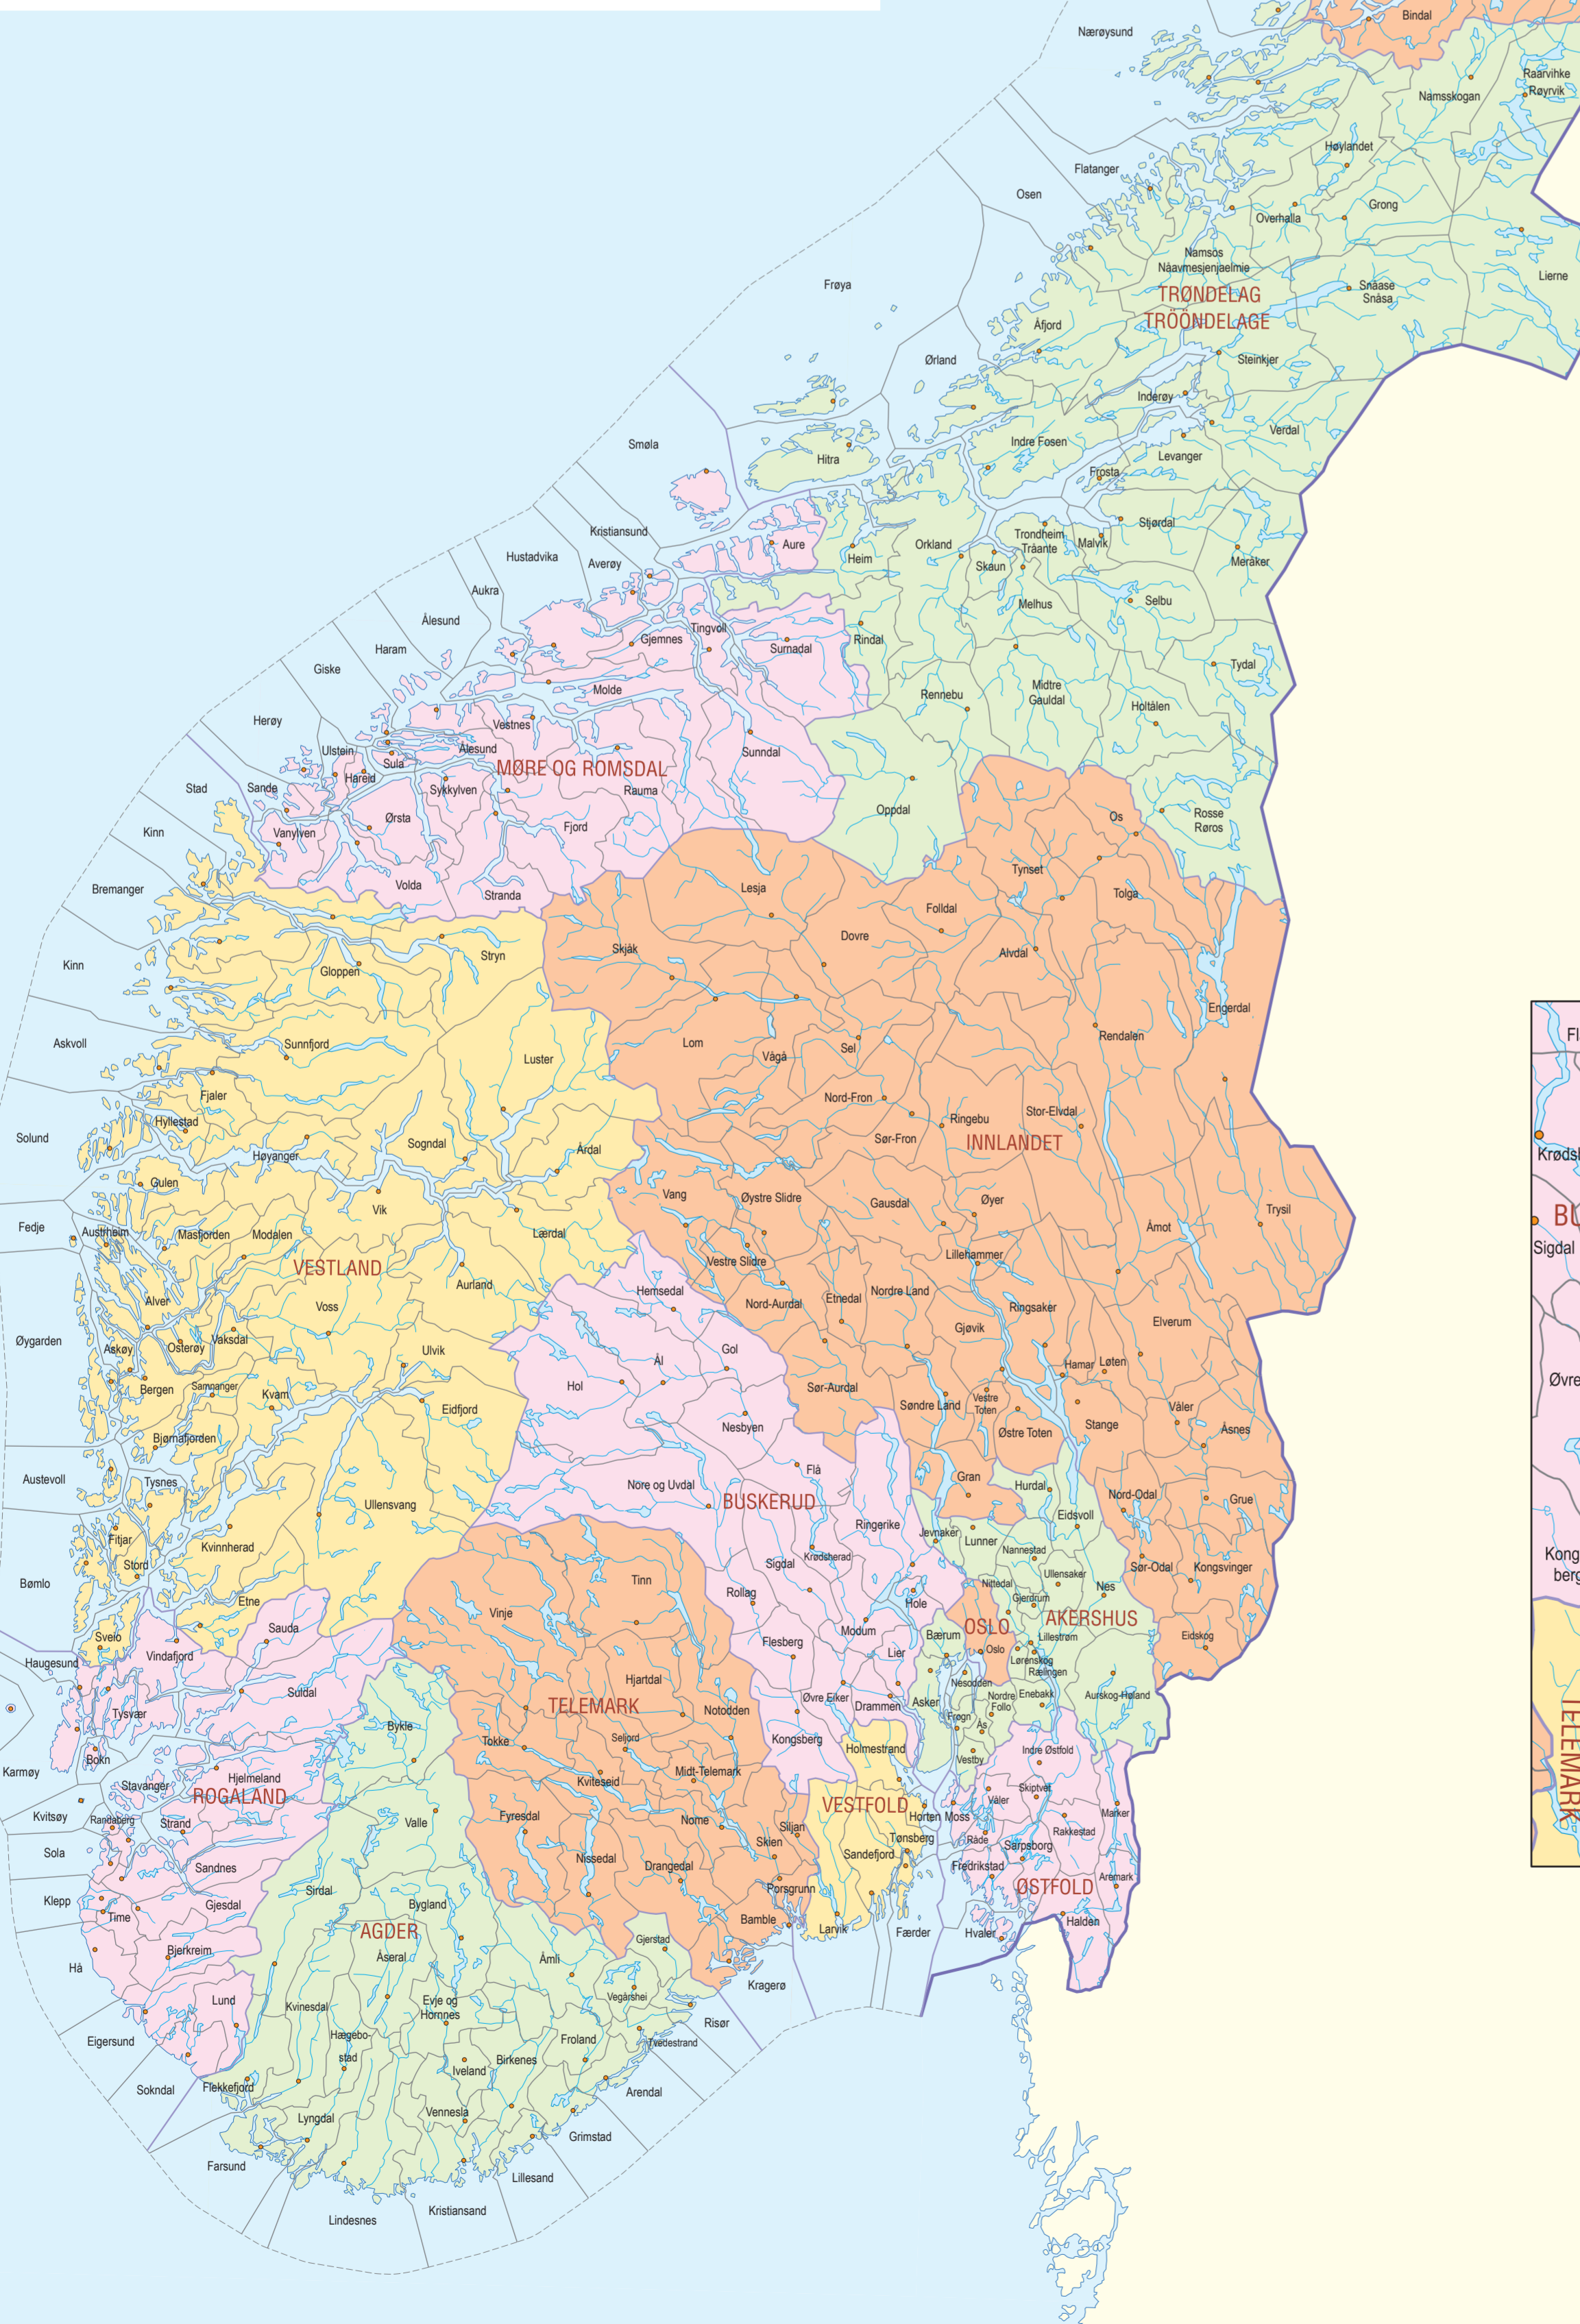 Bindal
Nærøysund
Raarvihke
Røyrvik
Namsskogan
Høylandet
Flatanger
Osen
Grong
Overhalla
Namsos
Nåavmesjenjaelmie
Lierne
Frøya
Snåase
Snåsa
TRØNDELAG
TRÖÖNDELAGE
Åfjord
Ørland
Steinkjer
Inderøy
Verdal
Smøla
Indre Fosen
Levanger
Hitra
Frosta
Stjørdal
Kristiansund
Trondheim
Tråante
Malvik
Aure
Orkland
Hustadvika
Averøy
Heim
Skaun
Meråker
Aukra
Selbu
Melhus
Ålesund
Tingvoll
Gjemnes
Rindal
Haram
Surnadal
Tydal
Giske
Midtre
Gauldal
Molde
Rennebu
Holtålen
Herøy
Vestnes
Ulstein
Ålesund
Sunndal
Sula
MØRE OG ROMSDAL
Hareid
Stad
Sande
Sykkylven
Rauma
Oppdal
Rosse
Røros
Ørsta
Os
Kinn
Vanylven
Fjord
Tynset
Bremanger
Volda
Lesja
Stranda
Tolga
Folldal
Dovre
Skjåk
Alvdal
Stryn
Kinn
Gloppen
Engerdal
Fl
Askvoll
Sunnfjord
Lom
Sel
Rendalen
Luster
Vågå
Fjaler
Nord-Fron
Stor-Elvdal
Hyllestad
Ringebu
Solund
Sogndal
Sør-Fron
INNLANDET
Høyanger
Årdal
Krøds
Gulen
Vang
Øystre Slidre
Gausdal
Øyer
Vik
Trysil
BU
Fedje
Austrheim
Masfjorden
Modalen
Lærdal
Åmot
Sigdal
Lillehammer
VESTLAND
Vestre Slidre
Aurland
Hemsedal
Nordre Land
Alver
Voss
Nord-Aurdal
Etnedal
Ringsaker
Elverum
Øygarden
Osterøy
Vaksdal
Gjøvik
Askøy
Ulvik
Gol
Ål
Hamar
Løten
Bergen
Samnanger
Kvam
Hol
Sør-Aurdal
Øvre
Søndre Land
Vestre
Toten
Våler
Eidfjord
Nesbyen
Stange
Åsnes
Bjørnafjorden
Østre Toten
Austevoll
Tysnes
Flå
Gran
Hurdal
Nore og Uvdal
Nord-Odal
Grue
Ullensvang
BUSKERUD
Eidsvoll
Ringerike
Fitjar
Jevnaker
Lunner
Kvinnherad
Nannestad
Krødsherad
Kong
berg
Stord
Sigdal
Sør-Odal
Kongsvinger
Bømlo
Tinn
Ullensaker
Nittedal
Nes
Rollag
Gjerdrum
Etne
Hole
Vinje
AKERSHUS
OSLO
Sauda
Modum
Bærum
Eidskog
Svelo
Flesberg
Lillestrøm
Oslo
Vindafjord
Lier
Lørenskog
Haugesund
Rælingen
Hjartdal
Nesodden
Suldal
Enebakk
Aurskog-Høland
Øvre Eiker
Nordre
Follo
Asker
TELEMARK
Drammen
Notodden
Tysvær
Frogn
Bykle
Ås
Kongsberg
Tokke
Seljord
Holmestrand
Indre Østfold
Bokn
Vestby
Karmøy
Midt-Telemark
Hjelmeland
Kviteseid
Stavanger
Skiptvet
ROGALAND
VESTFOLD
Våler
Kvitsøy
Fyresdal
Horten
Moss
Marker
Randaberg
Strand
Valle
Nome
Siljan
Rakkestad
Tønsberg
Råde
Sola
Skien
Sarpsborg
Sandefjord
Nissedal
Drangedal
Sandnes
Fredrikstad
Aremark
Porsgrunn
ØSTFOLD
Sirdal
Klepp
Gjesdal
Bygland
Time
Bamble
Halden
AGDER
Larvik
Færder
Hvaler
Gjerstad
Bjerkreim
Åseral
Åmli
Hå
Kragerø
Vegårshei
Lund
Evje og
Hornnes
Kvinesdal
Risør
Hægebo-
stad
Eigersund
Froland
Tvedestrand
Birkenes
Iveland
Sokndal
Flekkefjord
Arendal
Lyngdal
Vennesla
Grimstad
Farsund
Lillesand
Kristiansand
Lindesnes
TELEMARK